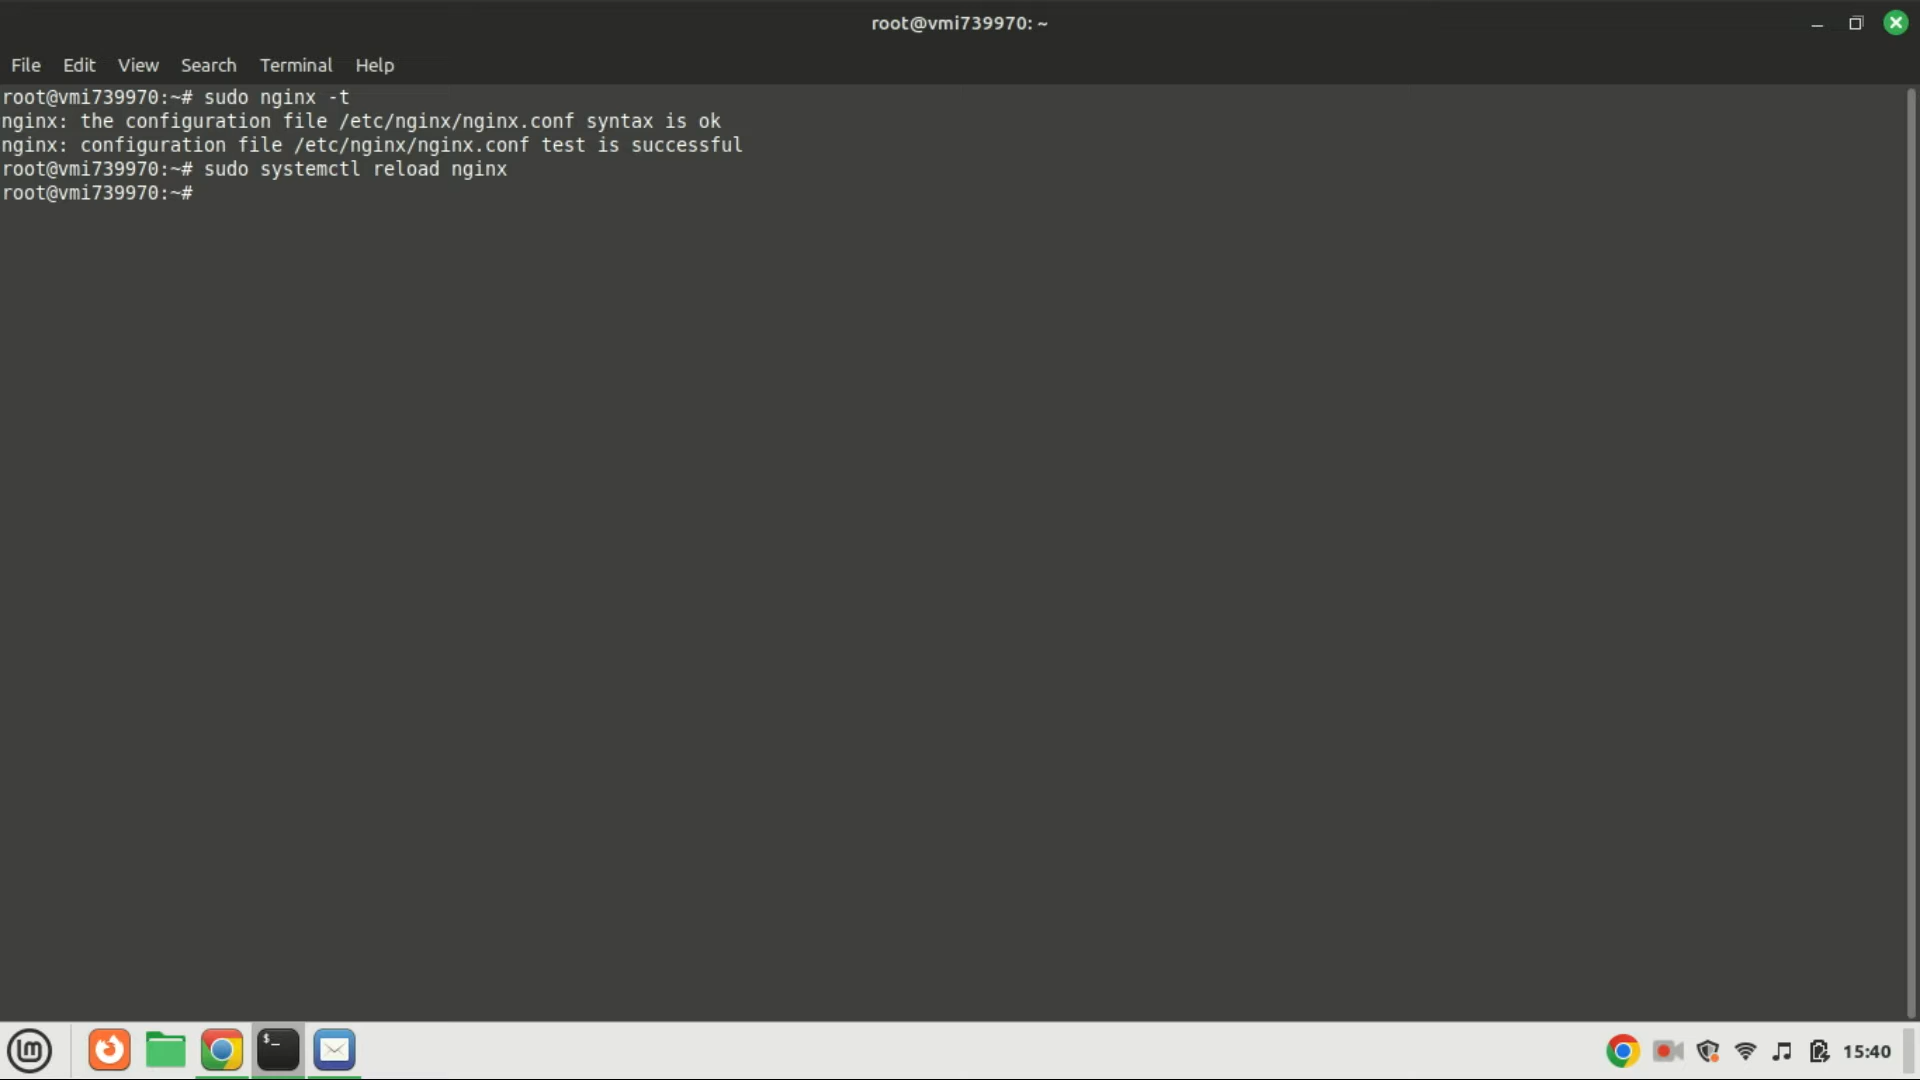 root@vmi739970: ~
File Edit View Search Terminal Help
root@vmi739970:~# sudo nginx -t
nginx: the configuration file /etc/nginx/nginx.conf syntax is ok
nginx: configuration file /etc/nginx/nginx.conf test is successful
root@vmi739970:~# sudo systemctl reload nginx
root@vmi739970:~#
$_
15:40